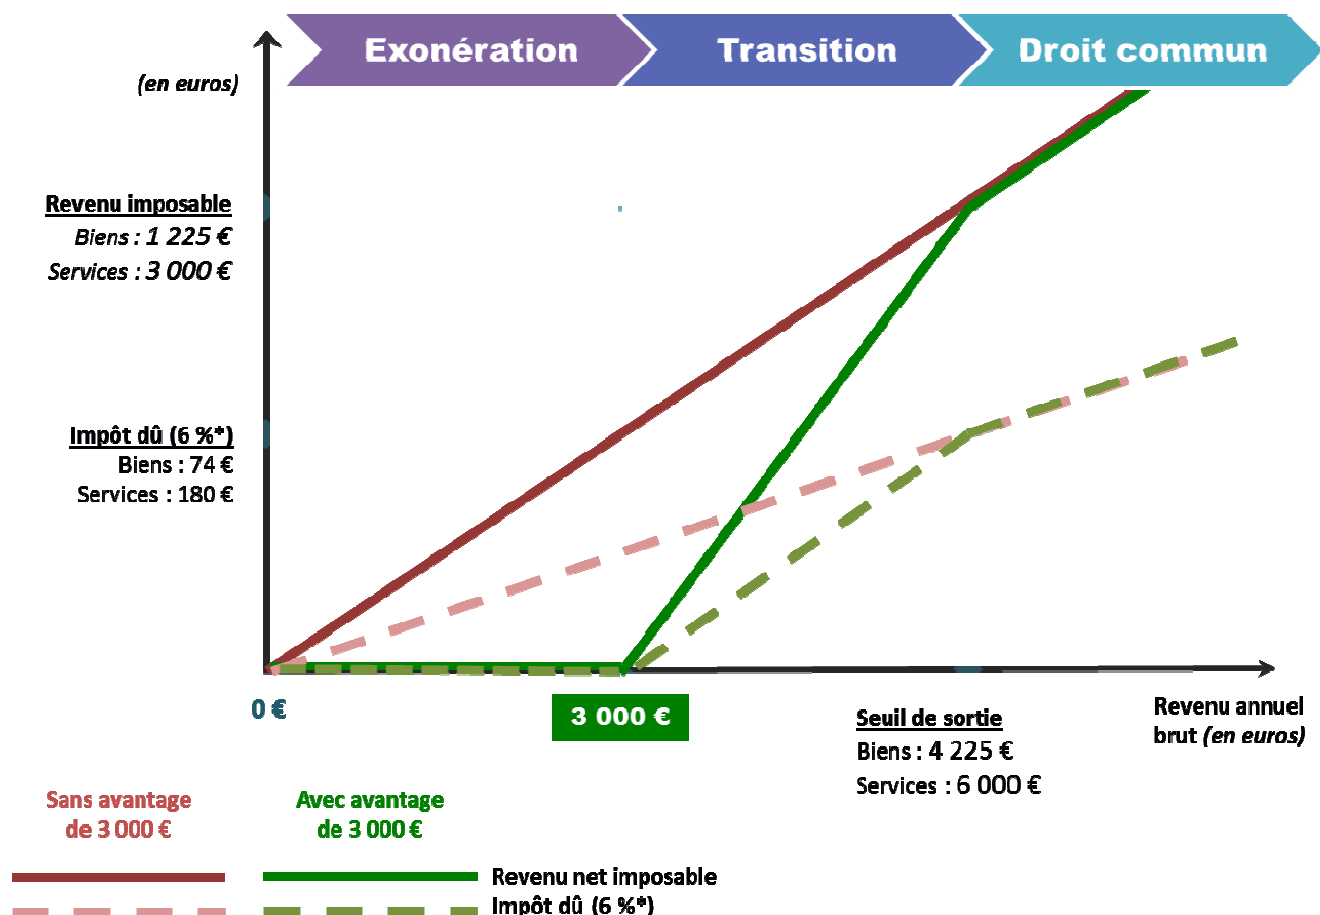 Exonération
Transition
Droit commun
(en euros)
Revenu imposable
Biens : 1 225 €
Services : 3 000 €
Impôt dû (6 %*)
Biens : 74 €
Services : 180 €
0 €
3 000 €
Seuil de sortie
Biens : 4 225 €
Services : 6 000 €
Revenu annuel
brut (en euros)
Sans avantage
de 3 000 €
Avec avantage
de 3 000 €
Revenu net imposable
Impôt dû (6 %*)